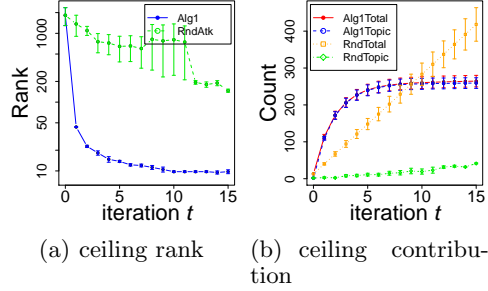 Alg1
RndAtk
Rank
1000
200
50
10
0 5 10 15
iteration t
(a) ceiling rank
Alg1Total
Alg1Topic
RndTotal
RndTopic
Count
400
300
200
100
0
0 5 10 15
iteration t
(b) ceiling contribu-
tion